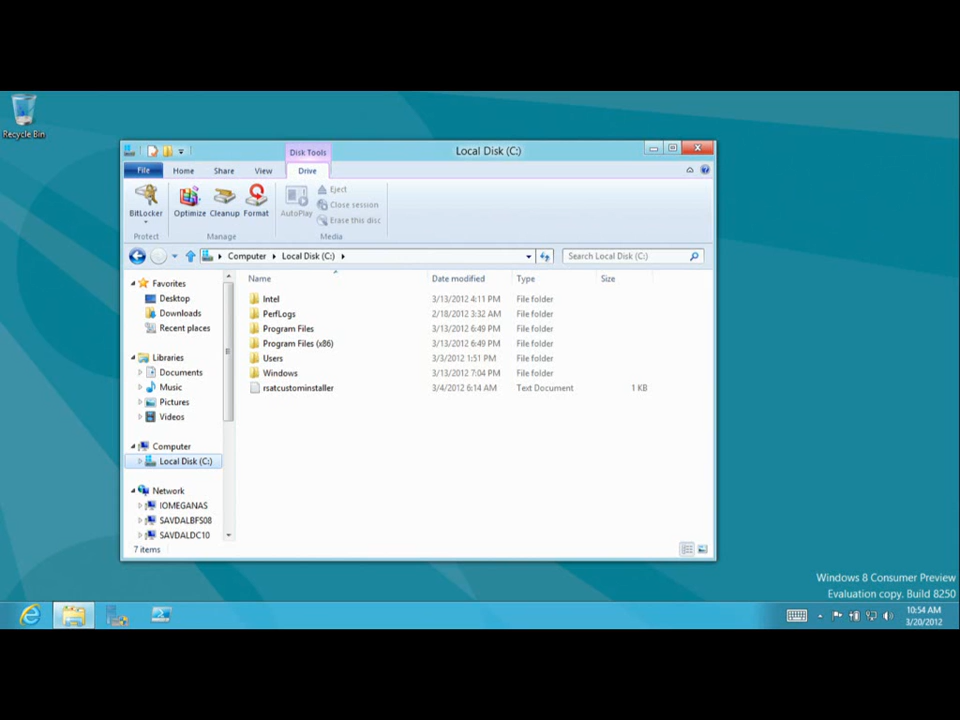 Recycle Bin
Disk Tools
Local Disk (C:)
File Home Share View Drive
BitLocker Optimize Cleanup Format AutoPlay
Eject
Close session
Erase this disc
Protect Manage Media
Computer Local Disk (C:) Search Local Disk (C:)
Name Date modified Type Size
Favorites
Desktop
Downloads
Recent places
Libraries
Documents
Music
Pictures
Videos
Computer
Local Disk (C:)
Network
IOMEGANAS
SAVDALBFS08
SAVDALDC10
Intel 3/13/2012 4:11 PM File folder
PerfLogs 2/18/2012 3:32 AM File folder
Program Files 3/13/2012 6:49 PM File folder
Program Files (x86) 3/13/2012 6:49 PM File folder
Users 3/3/2012 1:51 PM File folder
Windows 3/13/2012 7:04 PM File folder
rsatcustominstaller 3/4/2012 6:14 AM Text Document 1 KB
7 items
Windows 8 Consumer Preview
Evaluation copy. Build 8250
10:54 AM
3/20/2012